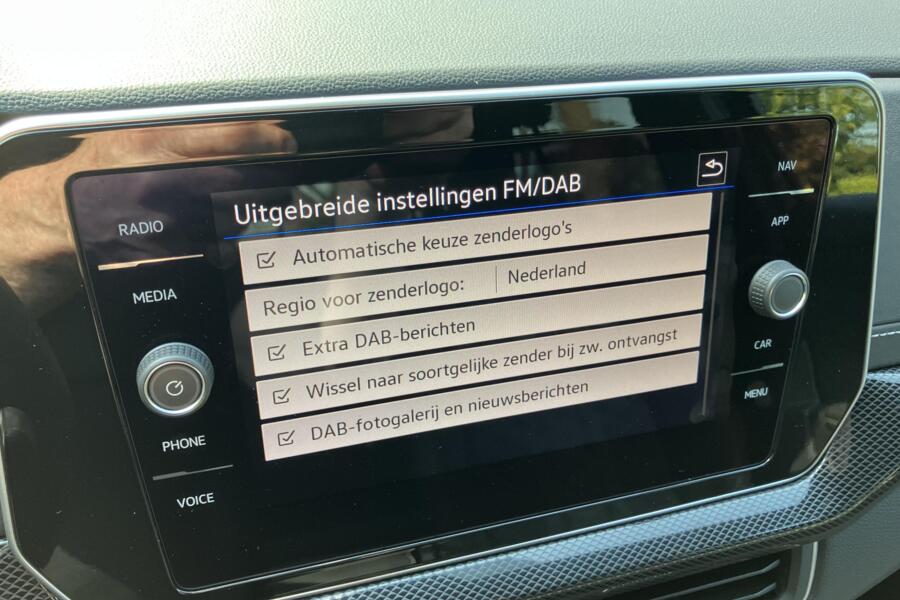 Uitgebreide instellingen FM/DAB
Automatische keuze zenderlogo's
Regio voor zenderlogo: Nederland
Extra DAB-berichten
Wissel naar soortgelijke zender bij zw. ontvangst
DAB-fotogalerij en nieuwsberichten
RADIO
MEDIA
PHONE
VOICE
NAV
APP
CAR
MENU